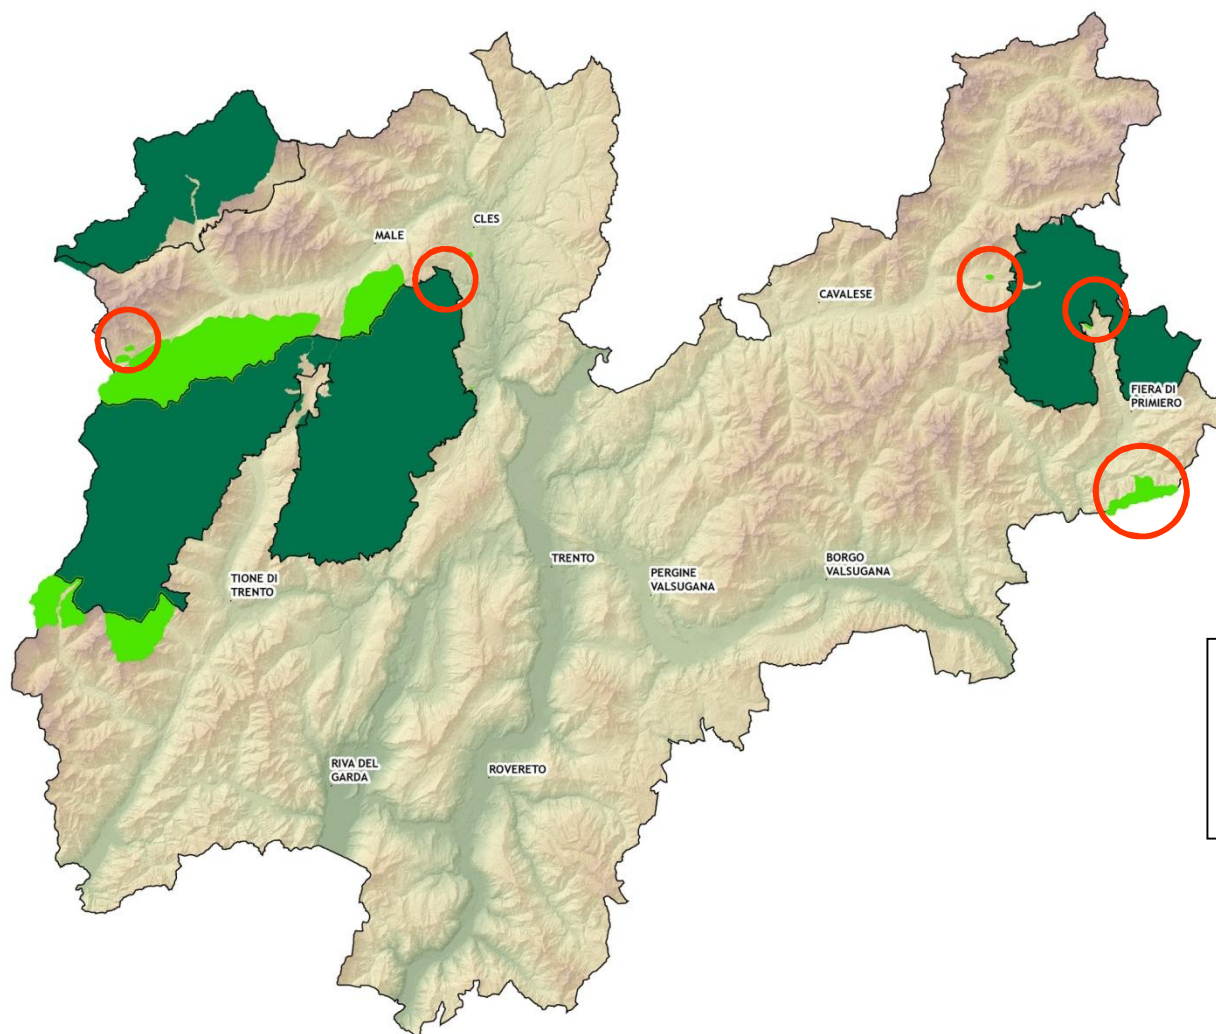 CLES
MALE
CAVALESE
FIERA DI
PRIMIERO
TRENTO
BORGO
VALSUGANA
PERGINE
VALSUGANA
TIONE DI
TRENTO
RIVA DEL
GARDA
ROVERETO